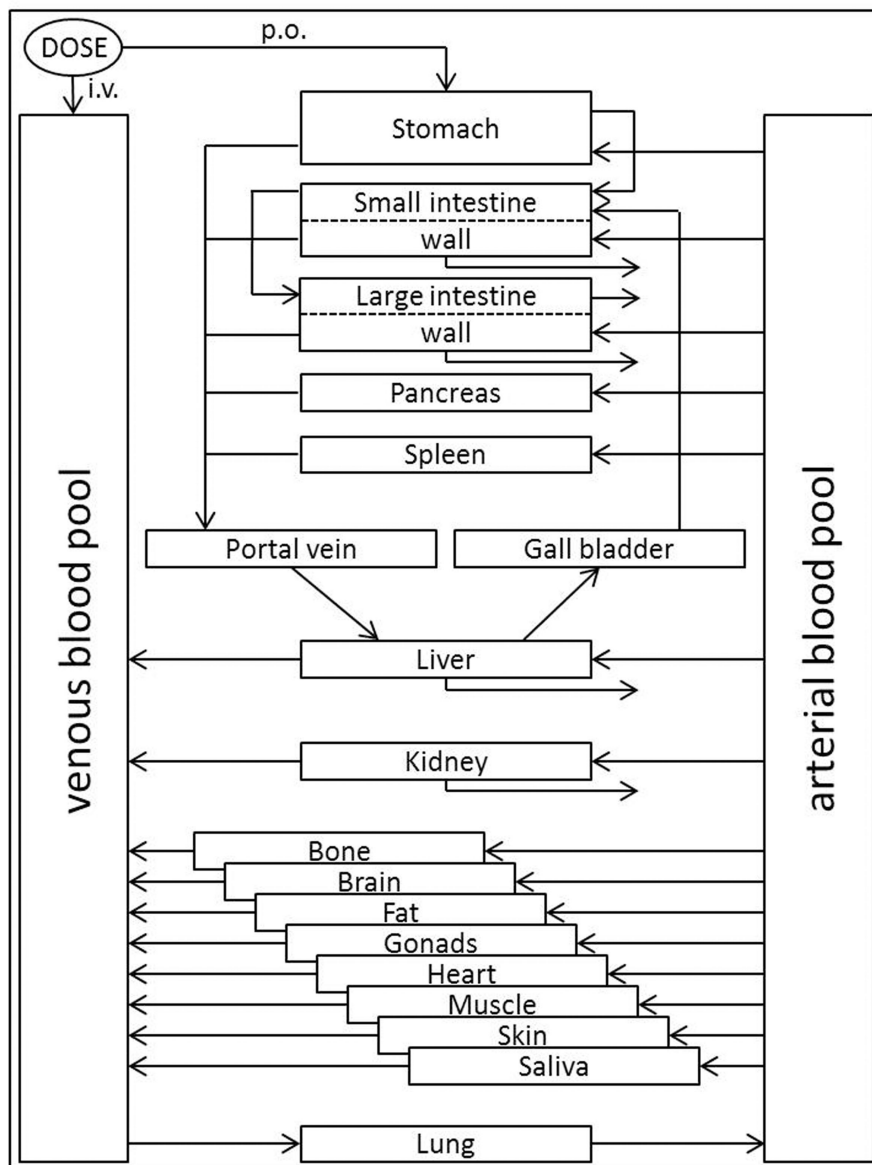 DOSE
p.o.
i.v.
Stomach
Small intestine
wall
Large intestine
wall
Pancreas
Spleen
Portal vein
Gall bladder
Liver
Kidney
Bone
Brain
Fat
Gonads
Heart
Muscle
Skin
Saliva
Lung
venous blood pool
arterial blood pool